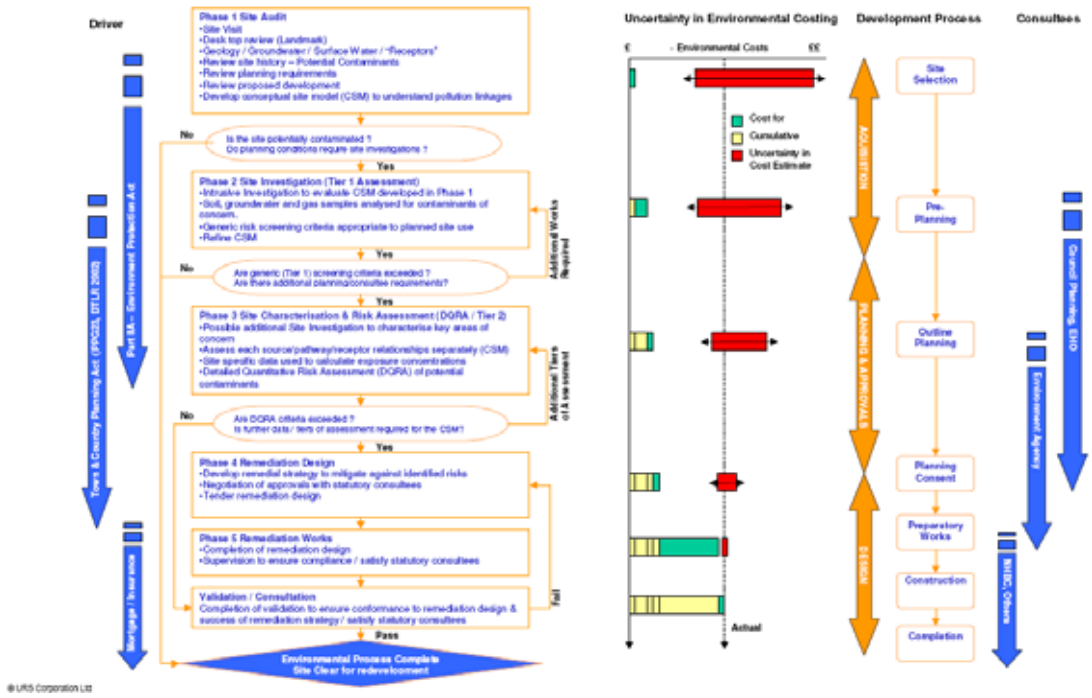 Driver
Uncertainty in Environmental Costing
Development Process
Consultees
Phase 1 Site Audit
•Site Visit
•Desk top review (Landmark)
•Geology / Groundwater / Surface Water / "Receptors"
•Review site history – Potential Contaminants
•Review planning requirements
•Review proposed development
•Develop conceptual site model (CSM) to understand pollution linkages
No
Is the site potentially contaminated ?
Do planning conditions require site investigations ?
Yes
Phase 2 Site Investigation (Tier 1 Assessment)
•Intrusive Investigation to evaluate CSM developed in Phase 1
•Soil, groundwater and gas samples analysed for contaminants of
concern.
•Generic risk screening criteria appropriate to planned site use
•Refine CSM
Additional Works
Required
Yes
No
Are generic (Tier 1) screening criteria exceeded ?
Are there additional planning/consultee requirements?
Yes
Phase 3 Site Characterisation & Risk Assessment (DQRA / Tier 2)
•Possible additional Site Investigation to characterise key areas of
concern
•Assess each source/pathway/receptor relationships separately (CSM)
•Site specific data used to calculate exposure concentrations
•Detailed Quantitative Risk Assessment (DQRA) of potential
contaminants
Additional Tiers
of Assessment
No
Are DQRA criteria exceeded ?
Is further data / tiers of assessment required for the CSM?
Yes
Phase 4 Remediation Design
•Develop remedial strategy to mitigate against identified risks
•Negotiation of approvals with statutory consultees
•Tender remediation design
Phase 5 Remediation Works
•Completion of remediation design
•Supervision to ensure compliance / satisfy statutory consultees
Fail
Validation / Consultation
Completion of validation to ensure conformance to remediation design &
success of remediation strategy / satisfy statutory consultees
Pass
Environmental Process Complete
Site Clear for redevelopment
Town & Country Planning Act (PPG23, DTLR 2002)
Part IIA – Environment Protection Act
Mortgage / Insurance
£
- Environmental Costs
££
Cost for
Cumulative
Uncertainty in
Cost Estimate
Actual
ACQUISTION
PLANNING & APPROVALS
DESIGN
Site
Selection
Pre-
Planning
Outline
Planning
Planning
Consent
Preparatory
Works
Construction
Completion
Council Planning, EHO
Environment Agency
NHBC, Others
© URS Corporation Ltd